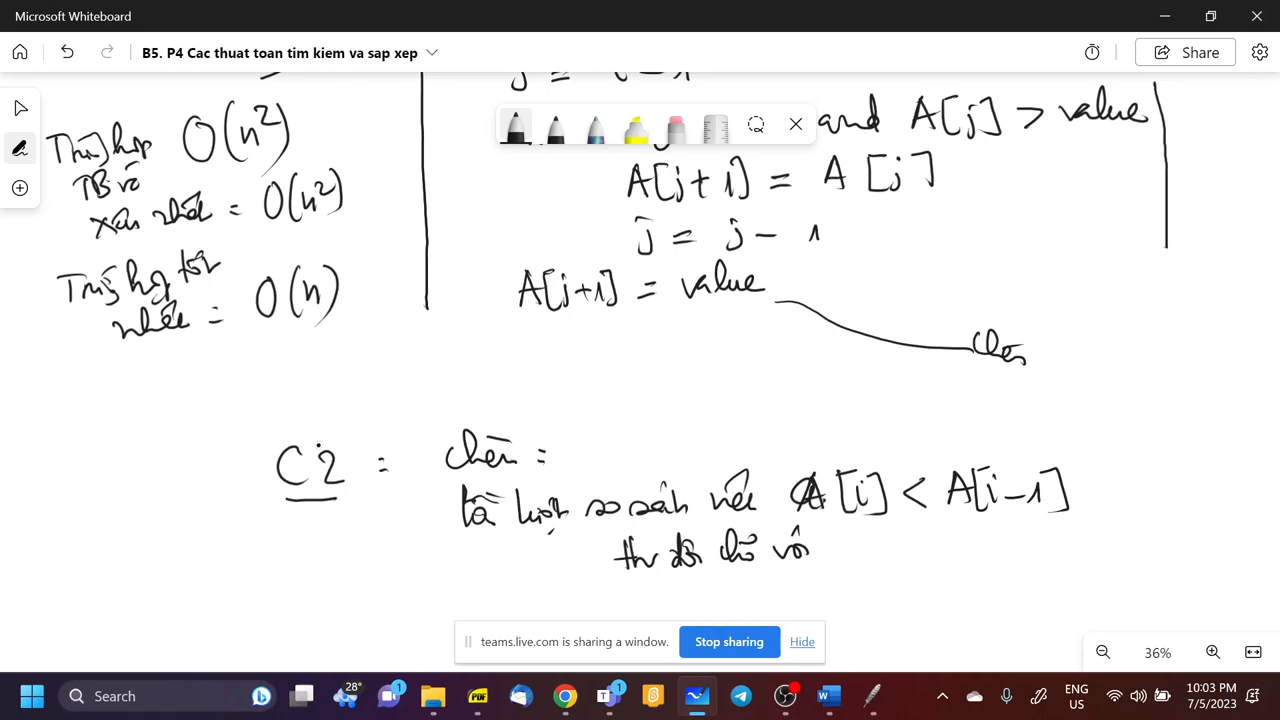 Microsoft Whiteboard
B5. P4 Cac thuat toan tim kiem va sap xep
Share
O(n²)
TB và
xấu nhất = O(n²)
Trường hợp tốt
nhất = O(n)
and A[j] > value
A[j+1] = A[j]
j = j - 1
A[j+1] = value
chèn
C2 : chèn :
lần lượt so sánh nếu A[i] < A[i-1]
thì đổi chỗ
teams.live.com is sharing a window.
Stop sharing
Hide
36%
Search
28°
1
1
ENG
US
10:03 PM
7/5/2023